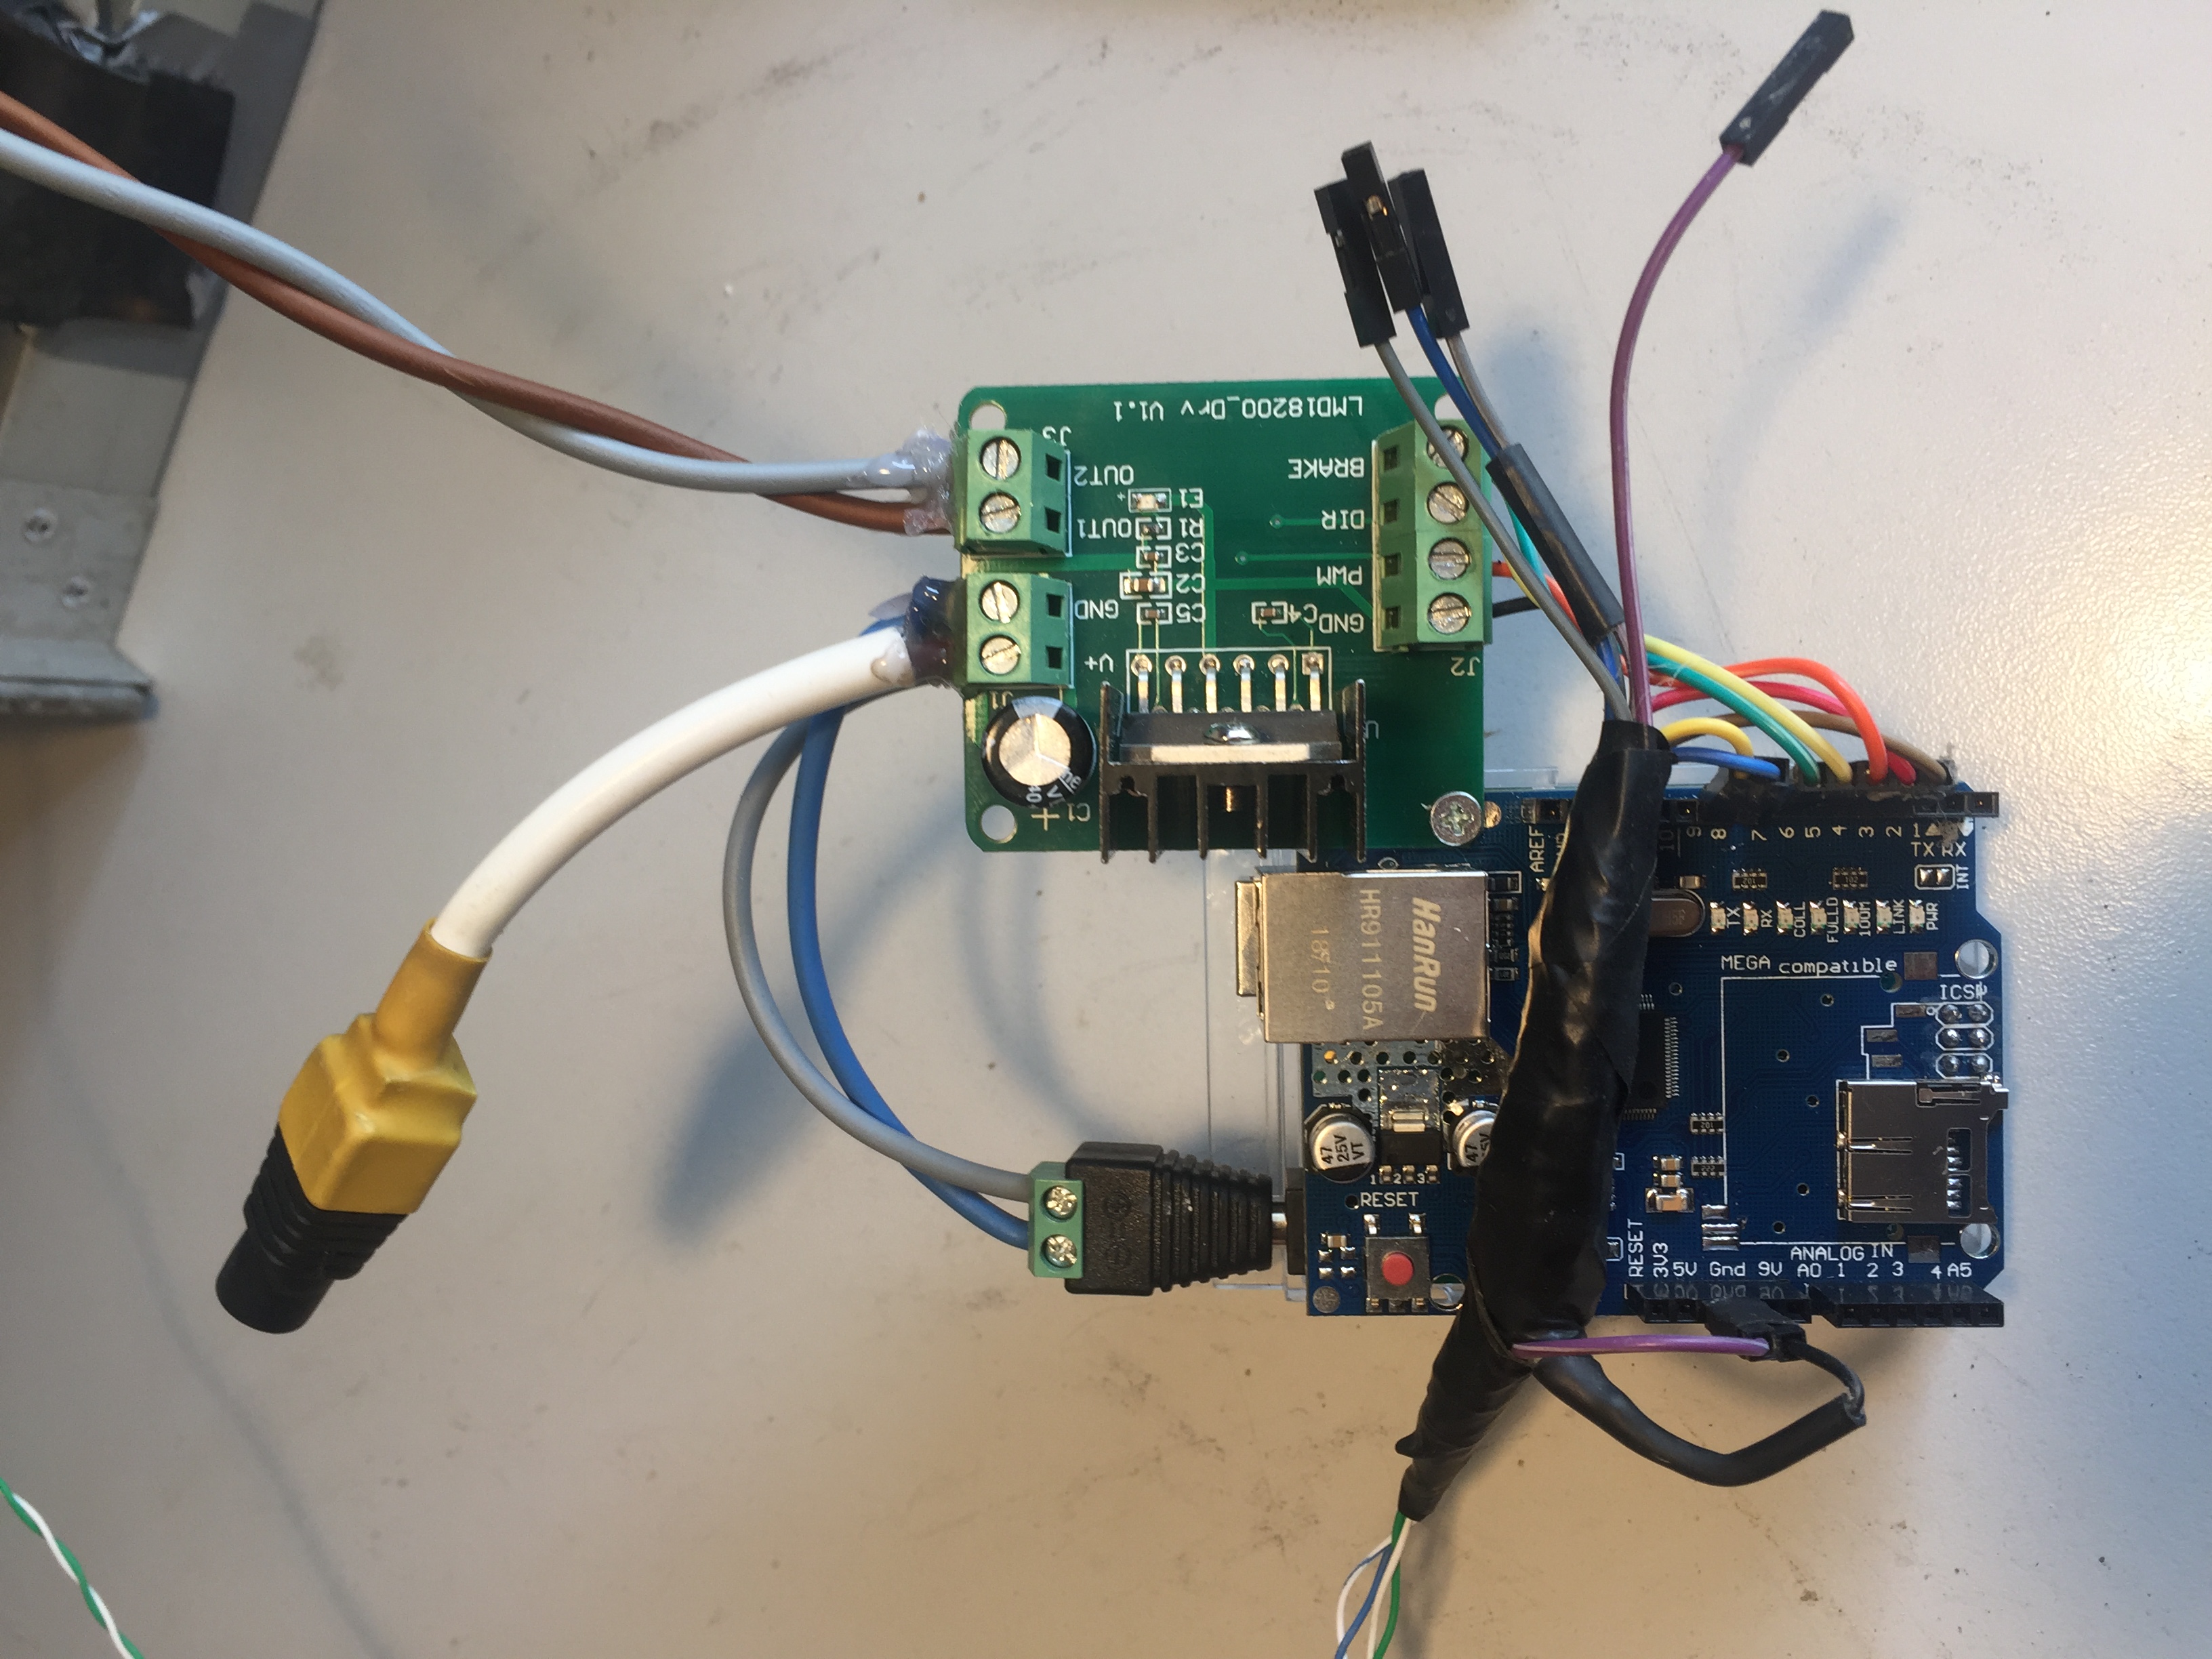 J1
C1
+
V+
GND
OUT1
OUT2
J3
C5
C2
C3
R1
E1
+
C4
GND
PWM
DIR
BRAKE
LMD18200_Drv V1.1
J2
RESET
47
25V
VT
47
18/10
HR911105A
HanRun
AREF
RESET
3V3
5V
Gnd
9V
A0
1
2
3
4
A5
ANALOG IN
MEGA compatible
TX
RX
COLL
FULLD
100M
LINK
PWR
10
9
8
7
6
5
4
3
2
1
TX
RX
INT
ICSP